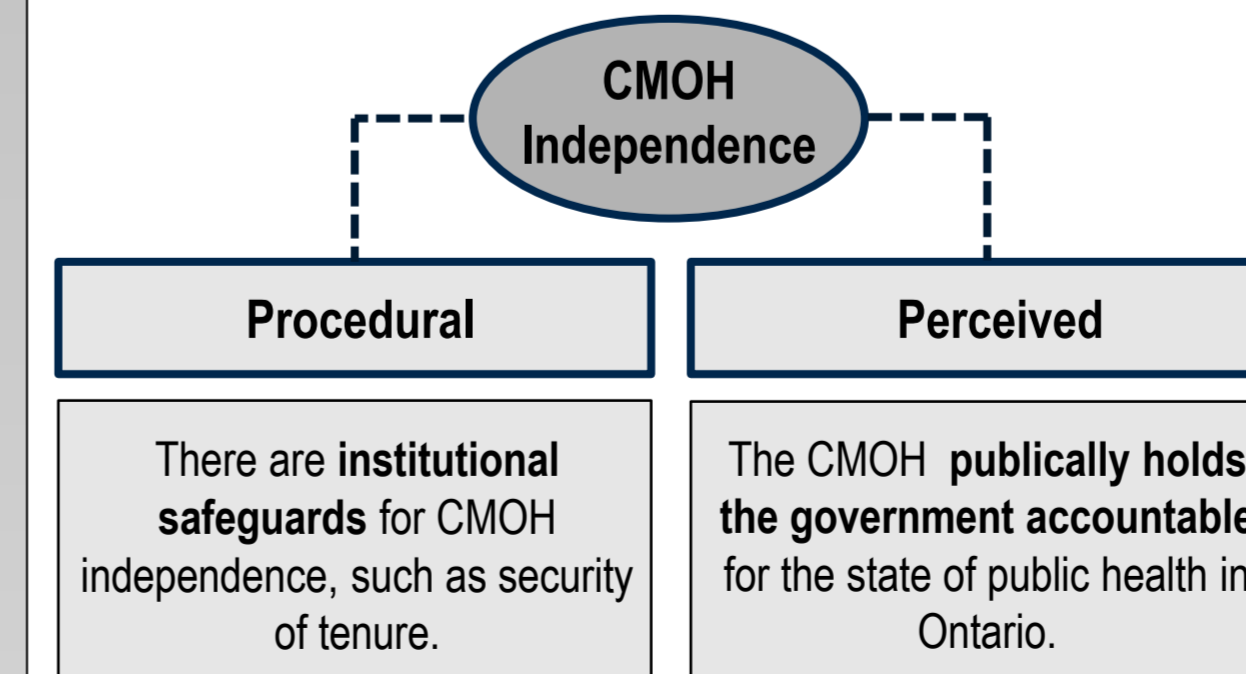 CMOH
Independence
Procedural
Perceived
There are institutional
safeguards for CMOH
independence, such as security
of tenure.
The CMOH publically holds
the government accountable
for the state of public health in
Ontario.